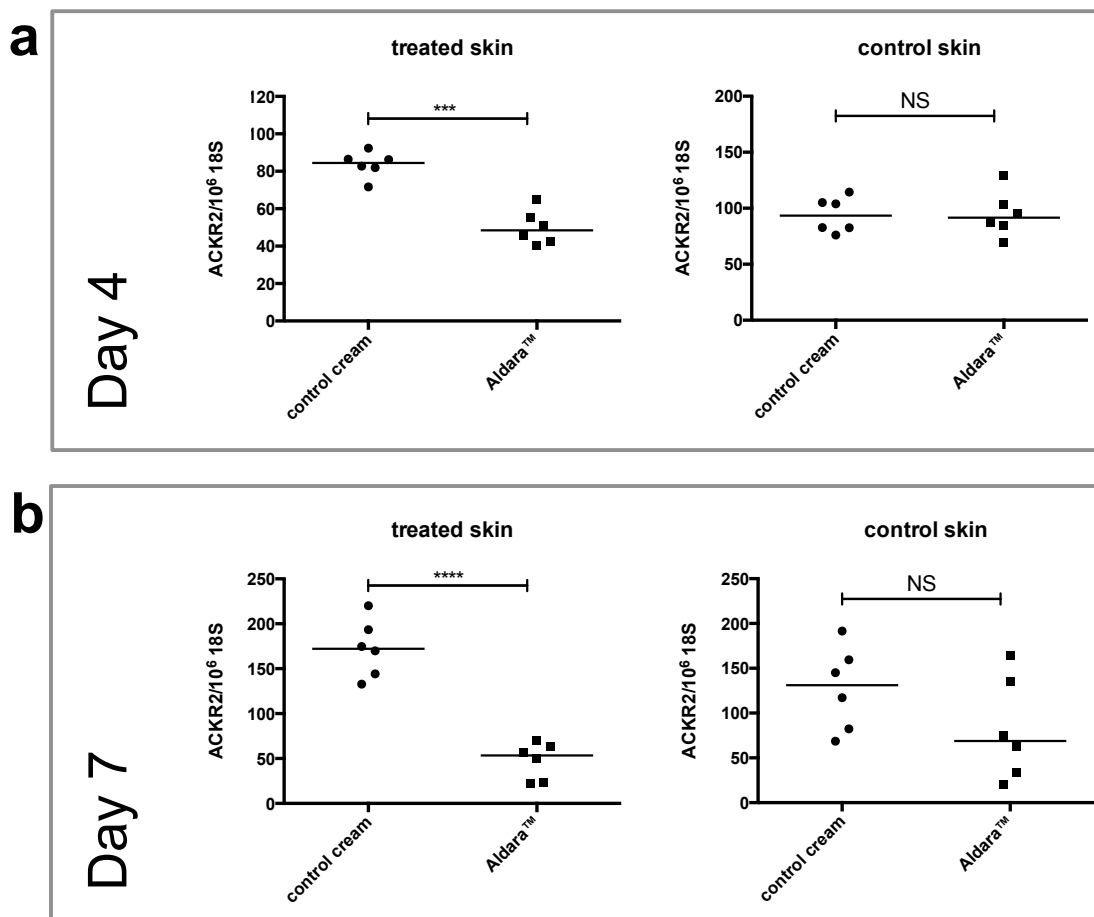 a
Day 4
treated skin
ACKR2/10⁶ 18S
120
100
80
60
40
20
0
***
control cream
Aldara™
control skin
ACKR2/10⁶ 18S
200
150
100
50
0
NS
control cream
Aldara™
b
Day 7
treated skin
ACKR2/10⁶ 18S
250
200
150
100
50
0
****
control cream
Aldara™
control skin
ACKR2/10⁶ 18S
250
200
150
100
50
0
NS
control cream
Aldara™